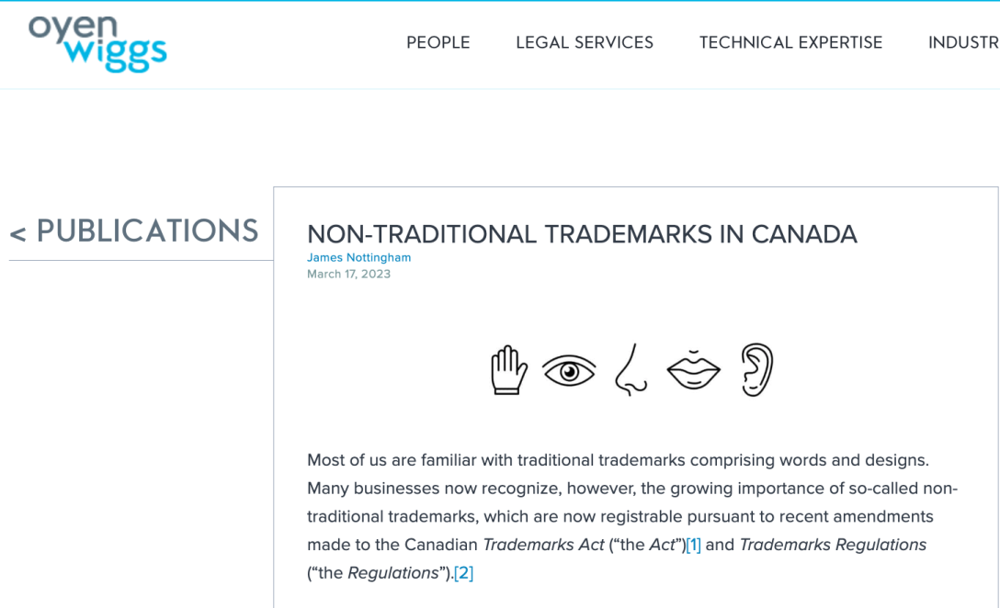 oyen
wiggs
PEOPLE LEGAL SERVICES TECHNICAL EXPERTISE INDUSTR
< PUBLICATIONS
NON-TRADITIONAL TRADEMARKS IN CANADA
James Nottingham
March 17, 2023
Most of us are familiar with traditional trademarks comprising words and designs.
Many businesses now recognize, however, the growing importance of so-called non-
traditional trademarks, which are now registrable pursuant to recent amendments
made to the Canadian Trademarks Act (“the Act”)[1] and Trademarks Regulations
(“the Regulations”).[2]